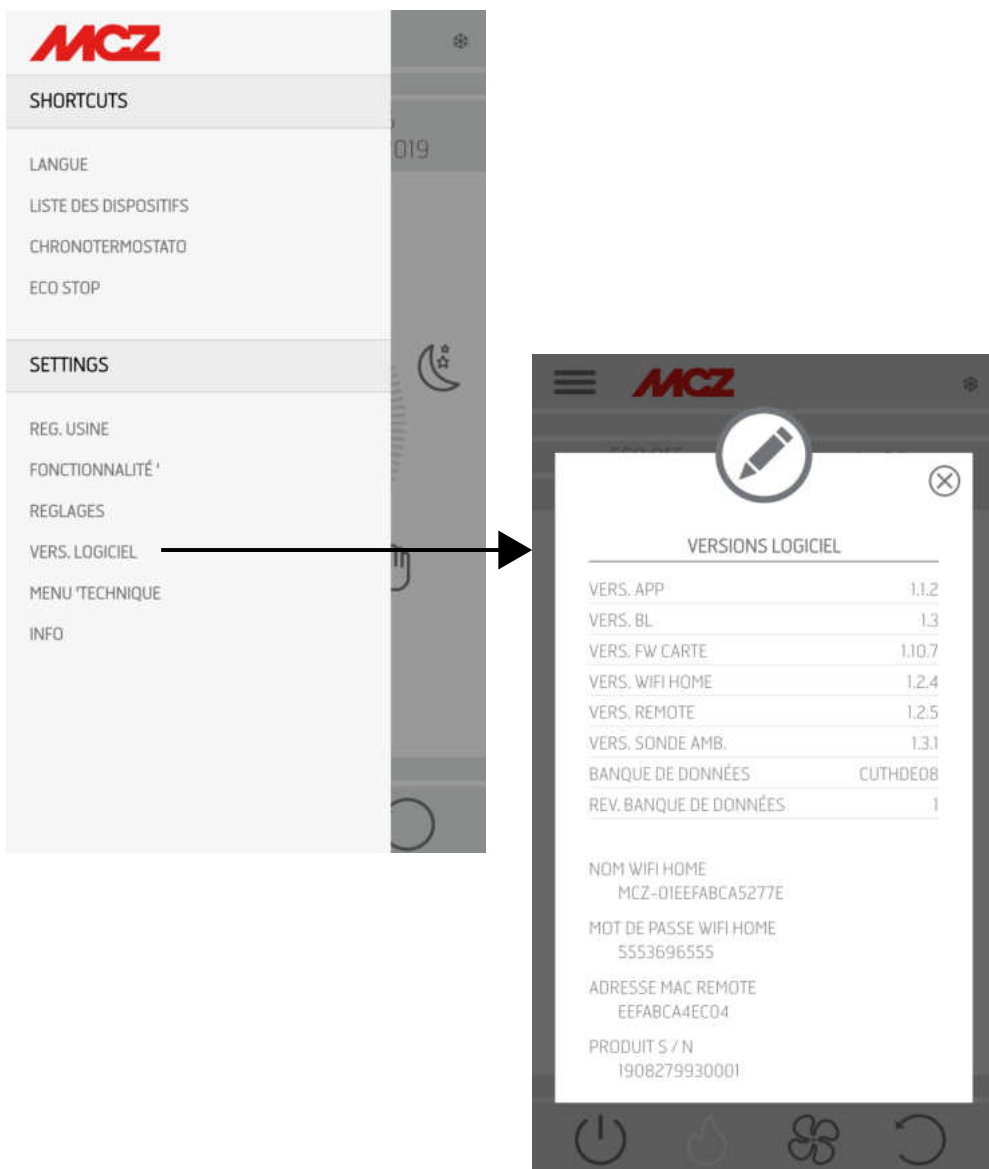 MCZ
SHORTCUTS
019
LANGUE
LISTE DES DISPOSITIFS
CHRONOTERMOSTATO
ECO STOP
SETTINGS
REG. USINE
FONCTIONNALITÉ '
REGLAGES
VERS. LOGICIEL
MENU 'TECHNIQUE
INFO
MCZ
VERSIONS LOGICIEL
VERS. APP 1.1.2
VERS. BL 1.3
VERS. FW CARTE 1.10.7
VERS. WIFI HOME 1.2.4
VERS. REMOTE 1.2.5
VERS. SONDE AMB. 1.3.1
BANQUE DE DONNÉES CUTHDE08
REV. BANQUE DE DONNÉES 1
NOM WIFI HOME
MCZ-01EEFABCA5277E
MOT DE PASSE WIFI HOME
5553696555
ADRESSE MAC REMOTE
EEFABCA4EC04
PRODUIT S / N
1908279930001